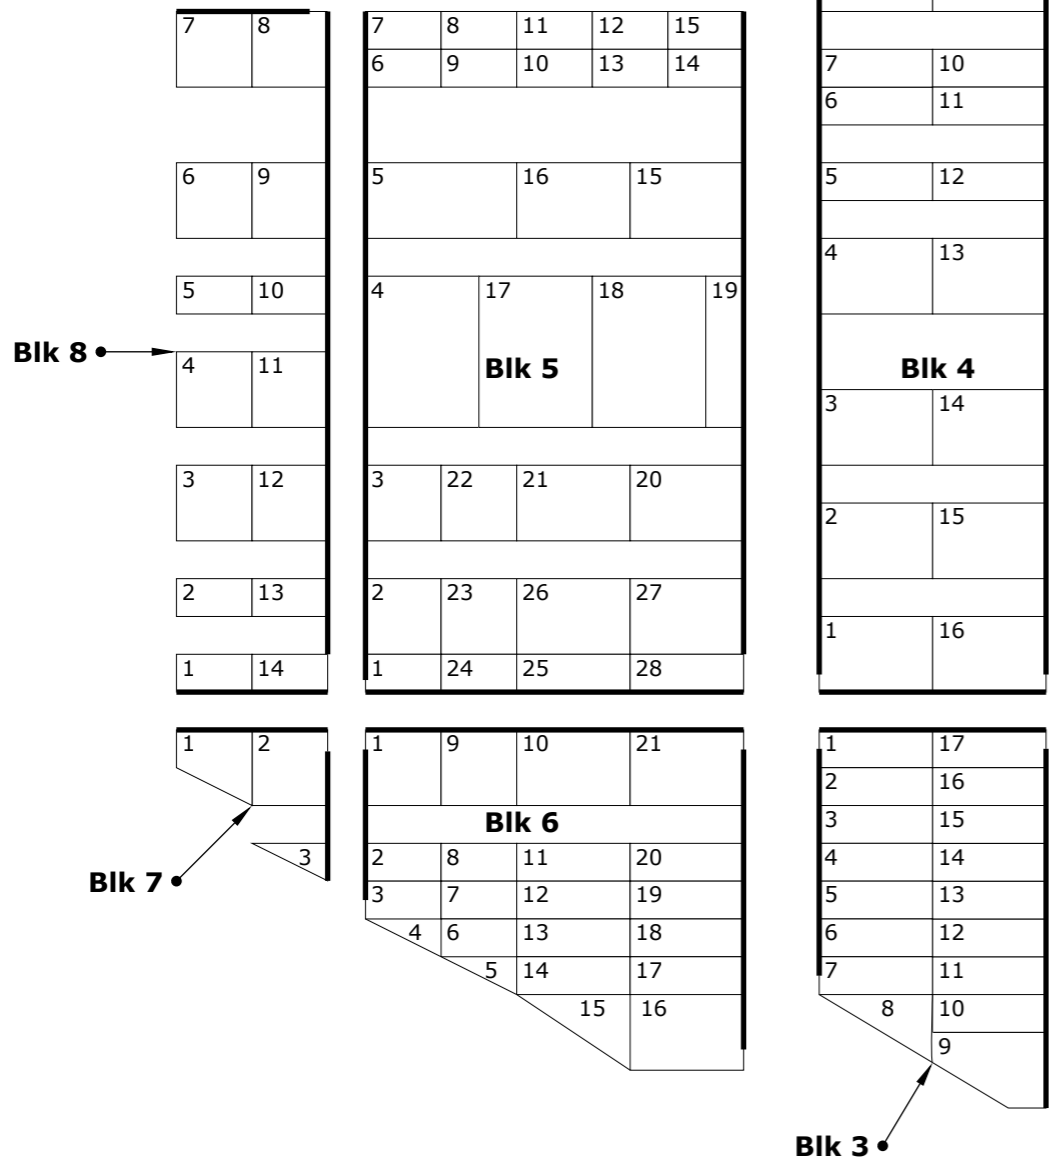 7 8 7 8 11 12 15
6 9 10 13 14 7 10
6 11
6 9 5 16 15 5 12
4 13
5 10 4 17 18 19
Blk 8 4 11 Blk 5 Blk 4
3 14
3 12 3 22 21 20
2 15
2 13 2 23 26 27
1 16
1 14 1 24 25 28
1 2 1 9 10 21 1 17
2 16
Blk 6 3 15
3 2 8 11 20 4 14
Blk 7 3 7 12 19 5 13
4 6 13 18 6 12
5 14 17 7 11
15 16 8 10
9
Blk 3